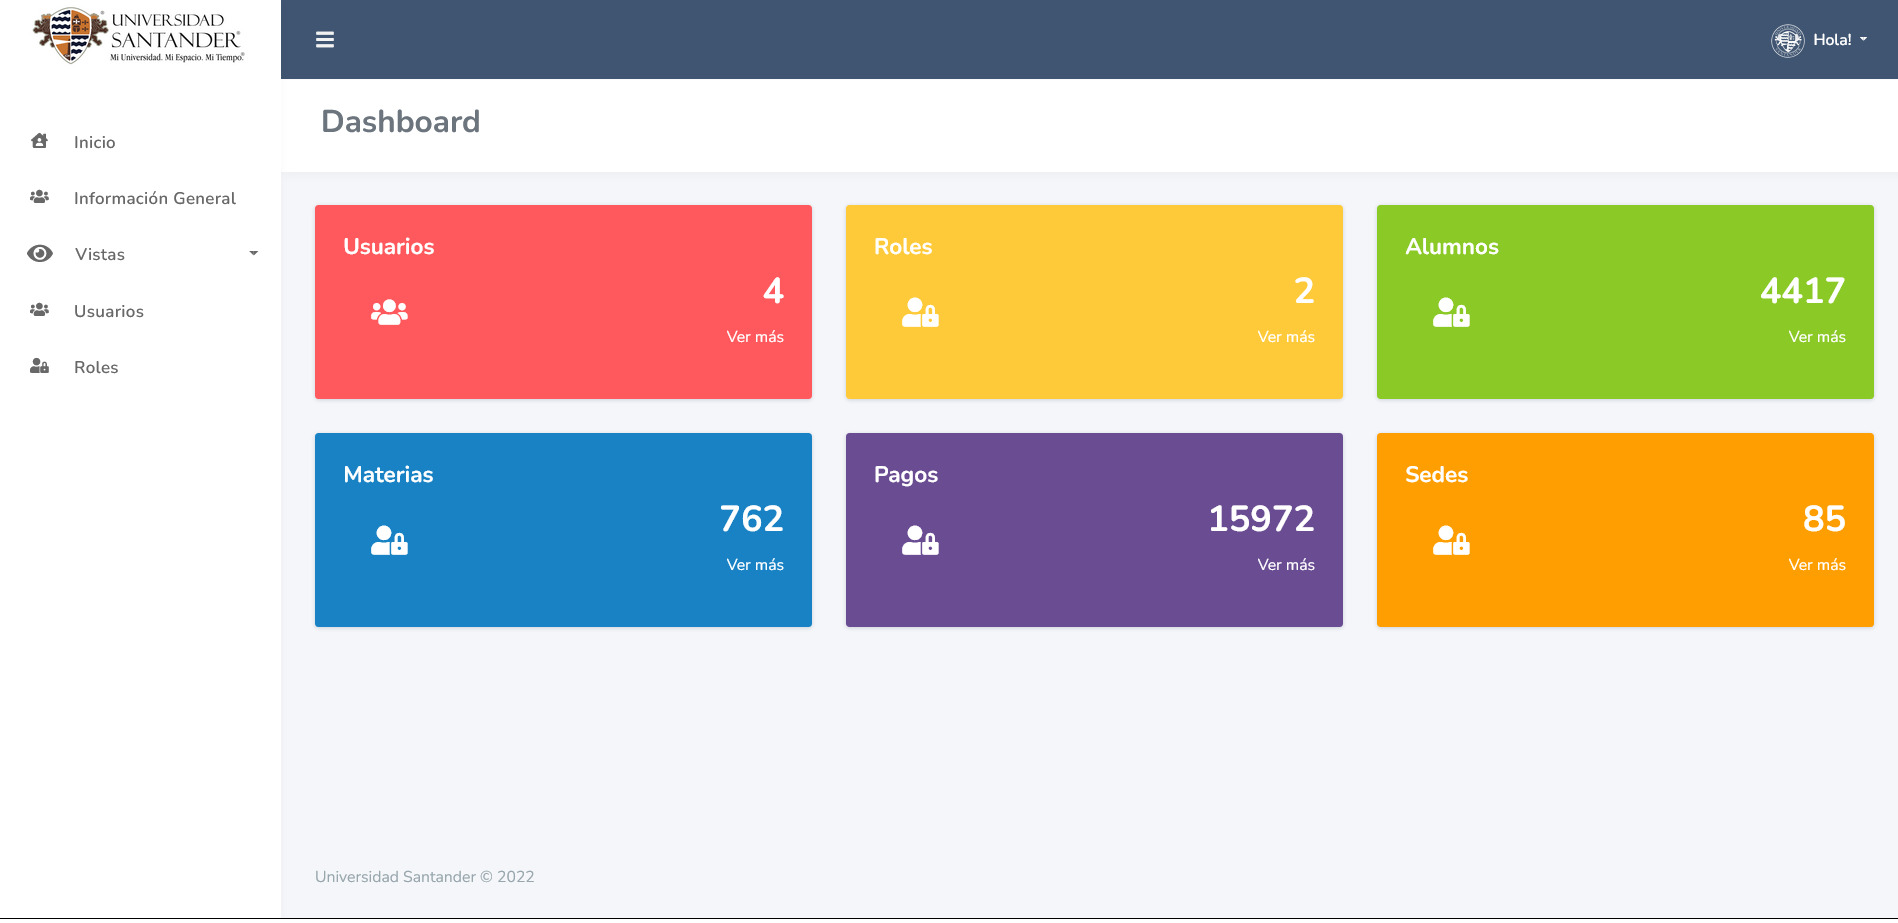 UNIVERSIDAD
SANTANDER®
Mi Universidad. Mi Espacio. Mi Tiempo.®
Hola!
Inicio
Información General
Vistas
Usuarios
Roles
Dashboard
Usuarios
4
Ver más
Roles
2
Ver más
Alumnos
4417
Ver más
Materias
762
Ver más
Pagos
15972
Ver más
Sedes
85
Ver más
Universidad Santander © 2022